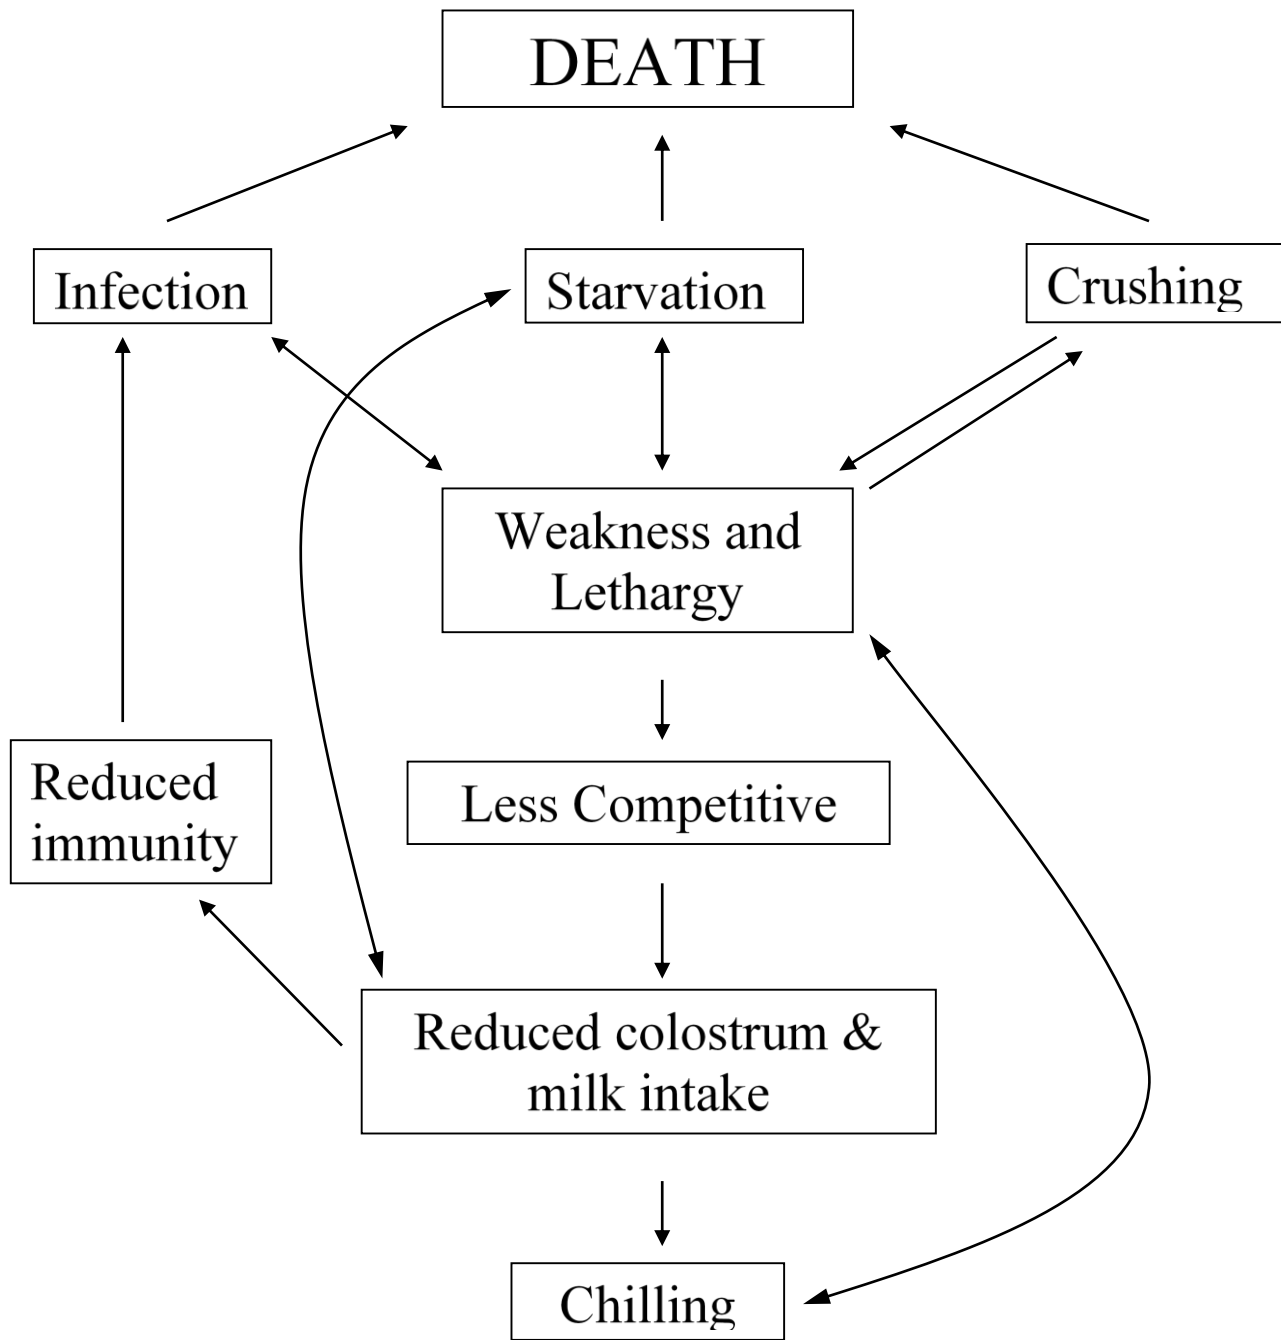 DEATH
Infection
Starvation
Crushing
Weakness and
Lethargy
Less Competitive
Reduced
immunity
Reduced colostrum &
milk intake
Chilling